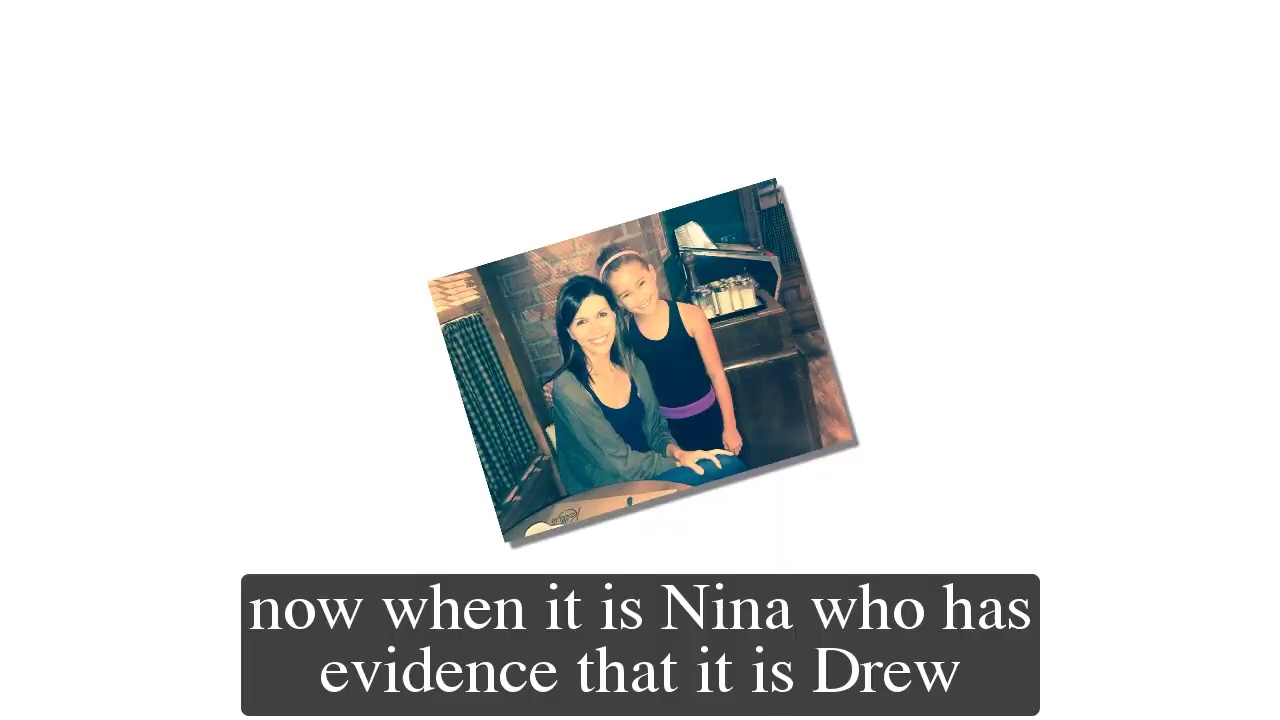 now when it is Nina who has
evidence that it is Drew